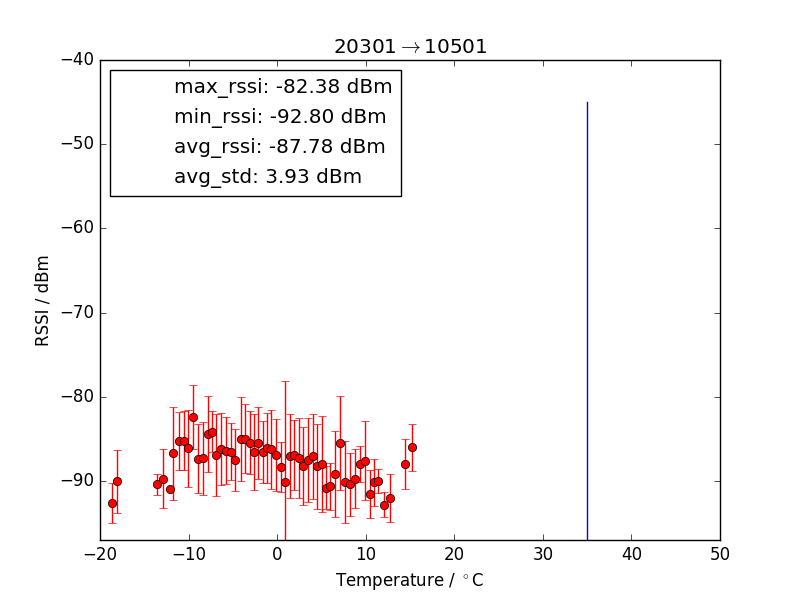 20301→10501
max_rssi: -82.38 dBm
min_rssi: -92.80 dBm
avg_rssi: -87.78 dBm
avg_std: 3.93 dBm
RSSI / dBm
−40
−50
−60
−70
−80
−90
−20 −10 0 10 20 30 40 50
Temperature / °C